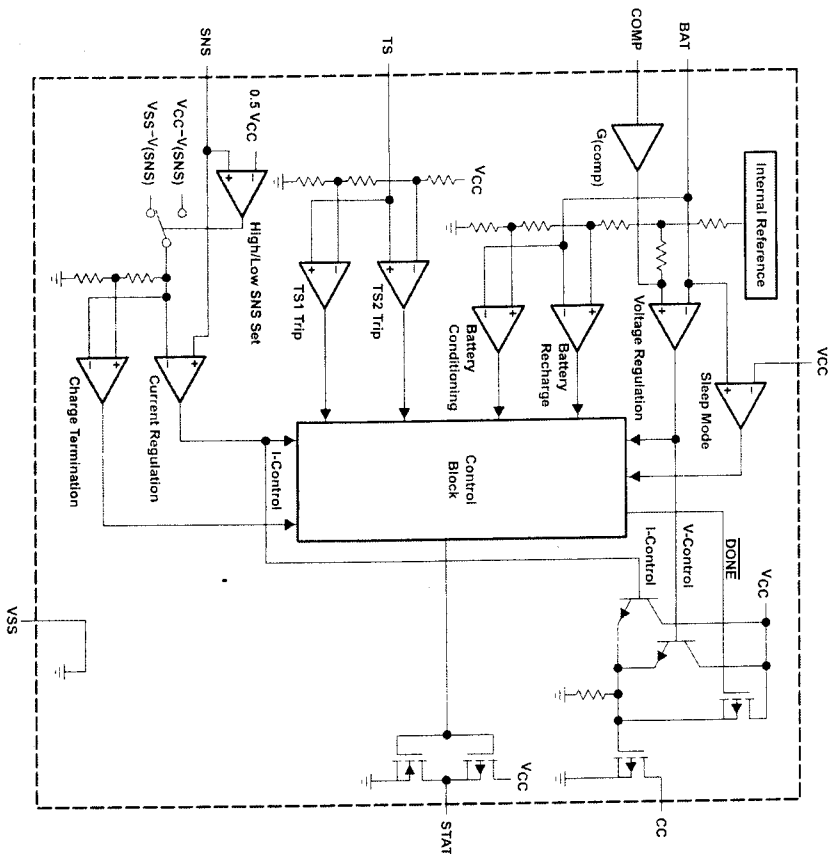 VCC
Internal Reference
BAT
COMP
G(comp)
Voltage Regulation
Sleep Mode
Battery
Recharge
Battery
Conditioning
VCC
TS
TS2 Trip
TS1 Trip
SNS
0.5 VCC
High/Low SNS Set
VCC–V(SNS)
VSS–V(SNS)
Current Regulation
Charge Termination
Control
Block
I-Control
DONE
V-Control
I-Control
VCC
CC
VCC
STAT
VSS
+
–
+
–
+
–
+
–
+
–
+
–
+
–
+
–
+
–